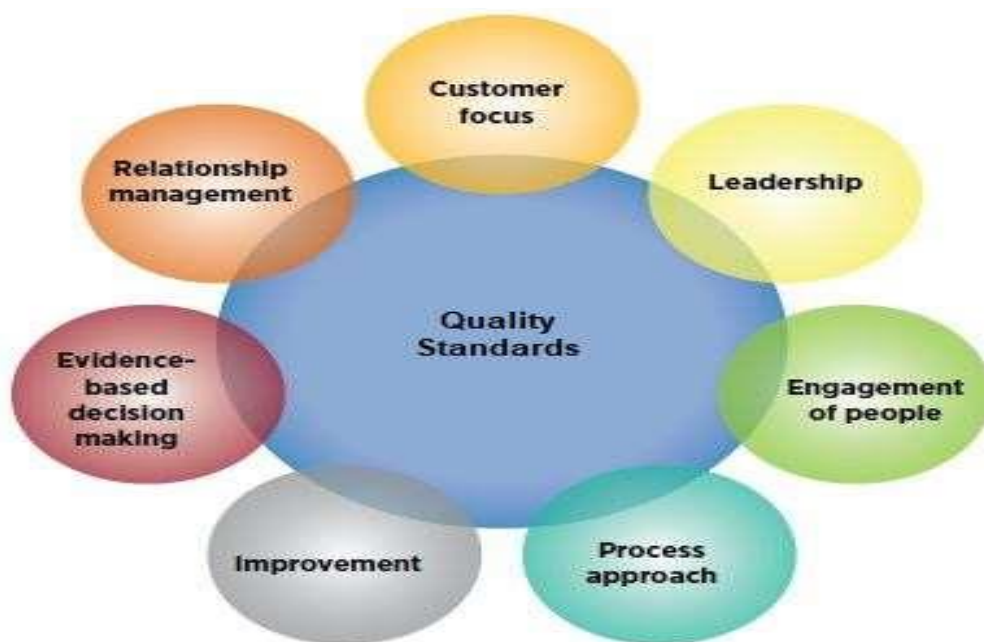 Customer
focus
Leadership
Engagement
of people
Process
approach
Improvement
Evidence-
based
decision
making
Relationship
management
Quality
Standards